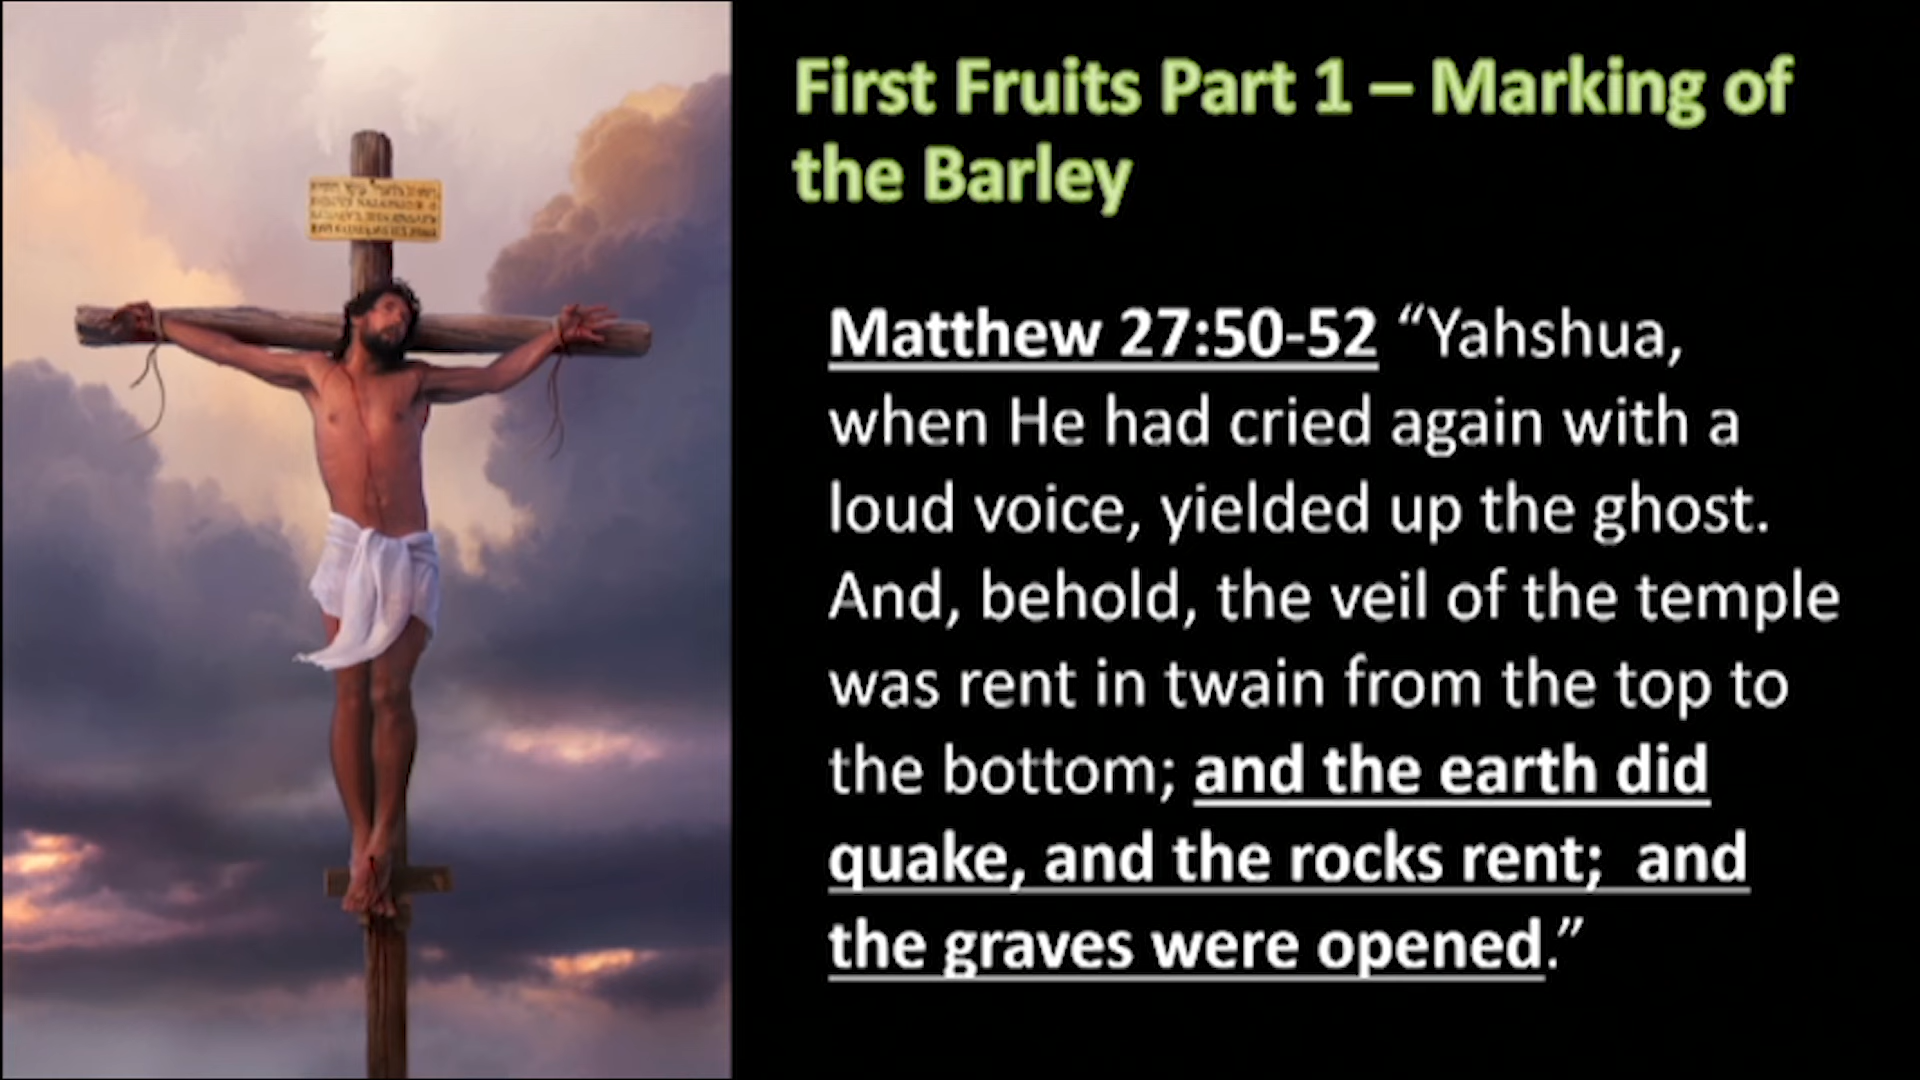 First Fruits Part 1 – Marking of
the Barley
Matthew 27:50-52 “Yahshua,
when He had cried again with a
loud voice, yielded up the ghost.
And, behold, the veil of the temple
was rent in twain from the top to
the bottom; and the earth did
quake, and the rocks rent;  and
the graves were opened.”